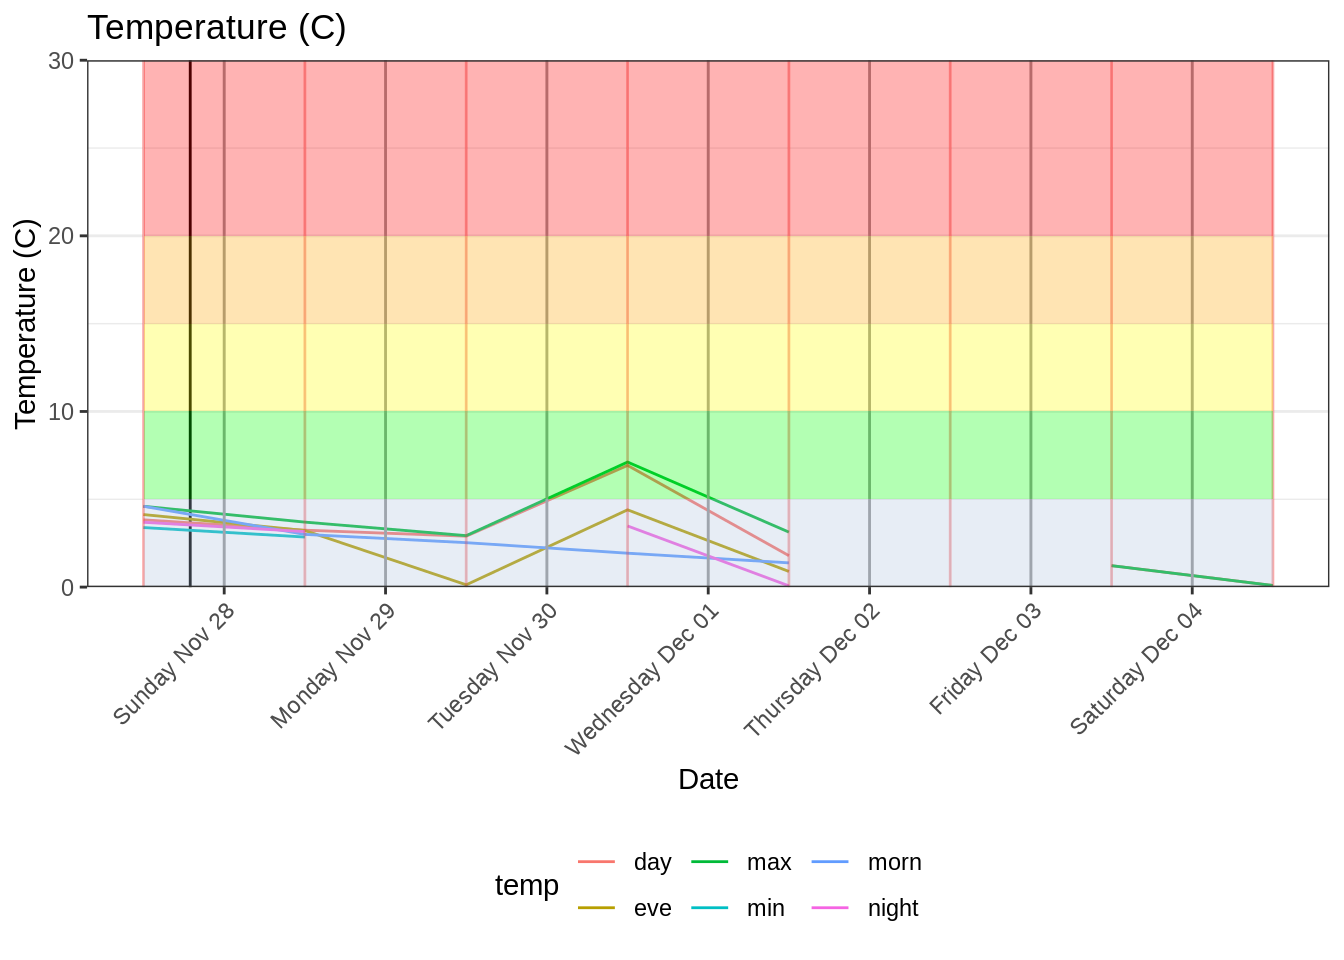 Temperature (C)
30
20
10
0
Temperature (C)
Sunday Nov 28
Monday Nov 29
Tuesday Nov 30
Wednesday Dec 01
Thursday Dec 02
Friday Dec 03
Saturday Dec 04
Date
temp
day max morn
eve min night